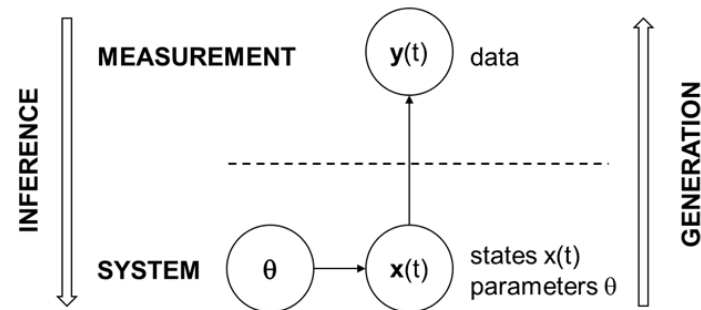 MEASUREMENT
y(t)
data
INFERENCE
GENERATION
SYSTEM
θ
x(t)
states x(t)
parameters θ